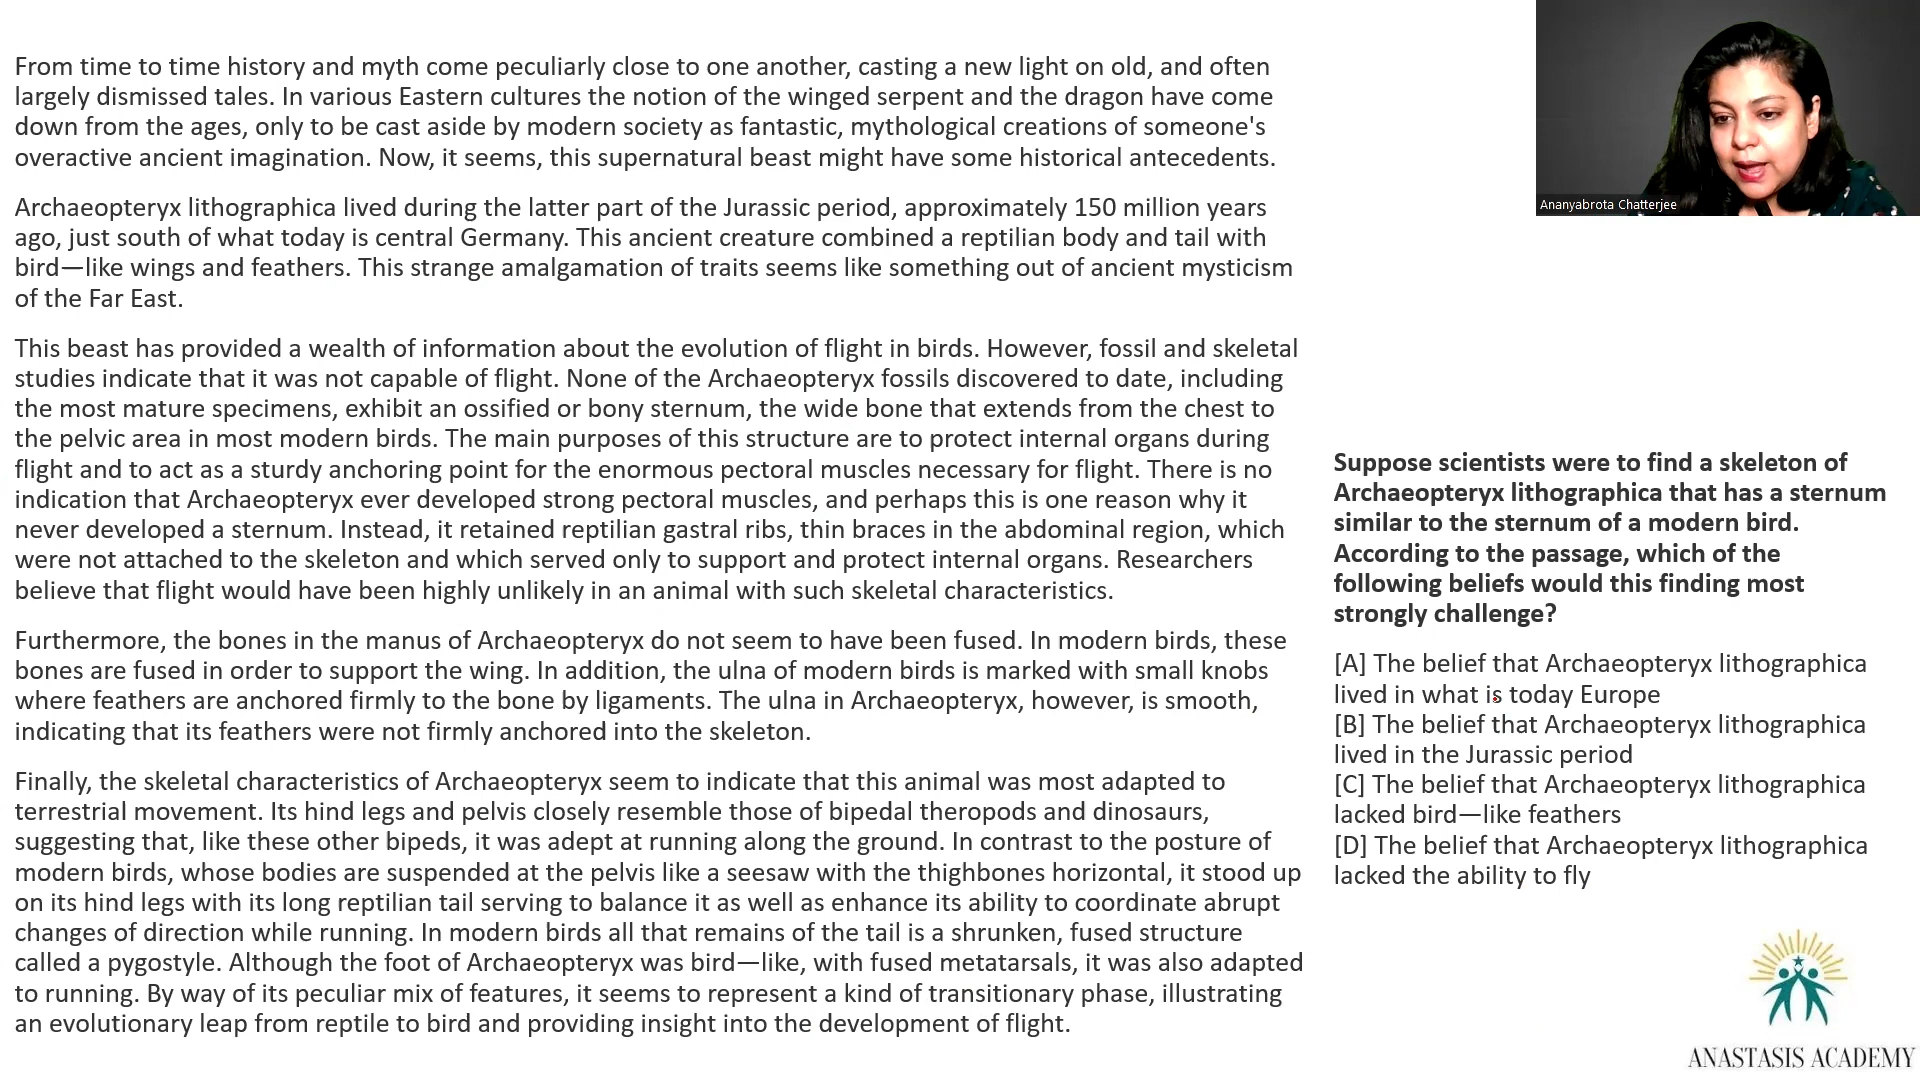 From time to time history and myth come peculiarly close to one another, casting a new light on old, and often
largely dismissed tales. In various Eastern cultures the notion of the winged serpent and the dragon have come
down from the ages, only to be cast aside by modern society as fantastic, mythological creations of someone's
overactive ancient imagination. Now, it seems, this supernatural beast might have some historical antecedents.
Archaeopteryx lithographica lived during the latter part of the Jurassic period, approximately 150 million years
ago, just south of what today is central Germany. This ancient creature combined a reptilian body and tail with
bird—like wings and feathers. This strange amalgamation of traits seems like something out of ancient mysticism
of the Far East.
This beast has provided a wealth of information about the evolution of flight in birds. However, fossil and skeletal
studies indicate that it was not capable of flight. None of the Archaeopteryx fossils discovered to date, including
the most mature specimens, exhibit an ossified or bony sternum, the wide bone that extends from the chest to
the pelvic area in most modern birds. The main purposes of this structure are to protect internal organs during
flight and to act as a sturdy anchoring point for the enormous pectoral muscles necessary for flight. There is no
indication that Archaeopteryx ever developed strong pectoral muscles, and perhaps this is one reason why it
never developed a sternum. Instead, it retained reptilian gastral ribs, thin braces in the abdominal region, which
were not attached to the skeleton and which served only to support and protect internal organs. Researchers
believe that flight would have been highly unlikely in an animal with such skeletal characteristics.
Furthermore, the bones in the manus of Archaeopteryx do not seem to have been fused. In modern birds, these
bones are fused in order to support the wing. In addition, the ulna of modern birds is marked with small knobs
where feathers are anchored firmly to the bone by ligaments. The ulna in Archaeopteryx, however, is smooth,
indicating that its feathers were not firmly anchored into the skeleton.
Finally, the skeletal characteristics of Archaeopteryx seem to indicate that this animal was most adapted to
terrestrial movement. Its hind legs and pelvis closely resemble those of bipedal theropods and dinosaurs,
suggesting that, like these other bipeds, it was adept at running along the ground. In contrast to the posture of
modern birds, whose bodies are suspended at the pelvis like a seesaw with the thighbones horizontal, it stood up
on its hind legs with its long reptilian tail serving to balance it as well as enhance its ability to coordinate abrupt
changes of direction while running. In modern birds all that remains of the tail is a shrunken, fused structure
called a pygostyle. Although the foot of Archaeopteryx was bird—like, with fused metatarsals, it was also adapted
to running. By way of its peculiar mix of features, it seems to represent a kind of transitionary phase, illustrating
an evolutionary leap from reptile to bird and providing insight into the development of flight.
Ananyabrota Chatterjee
Suppose scientists were to find a skeleton of
Archaeopteryx lithographica that has a sternum
similar to the sternum of a modern bird.
According to the passage, which of the
following beliefs would this finding most
strongly challenge?
[A] The belief that Archaeopteryx lithographica
lived in what is today Europe
[B] The belief that Archaeopteryx lithographica
lived in the Jurassic period
[C] The belief that Archaeopteryx lithographica
lacked bird—like feathers
[D] The belief that Archaeopteryx lithographica
lacked the ability to fly
ANASTASIS ACADEMY